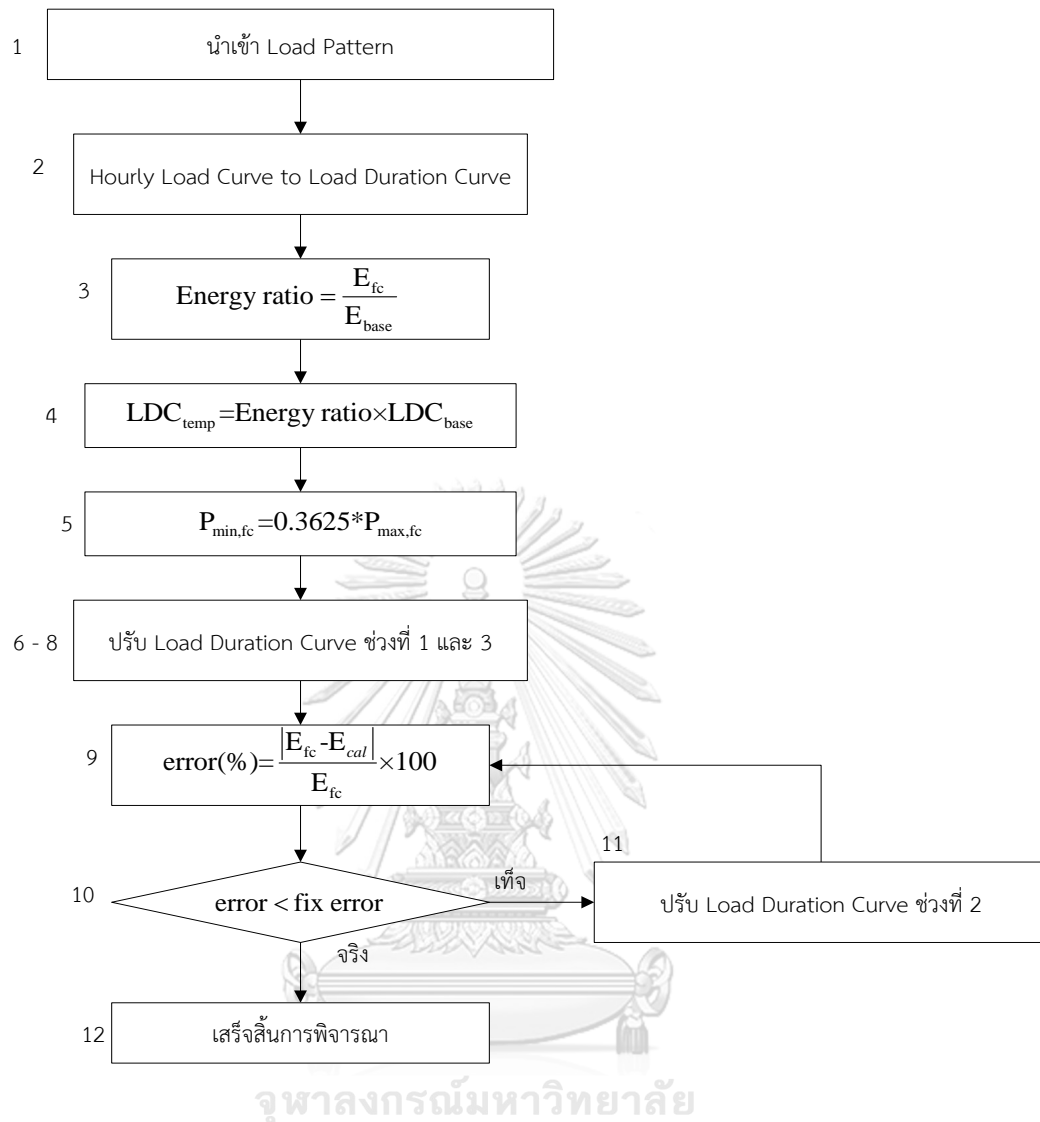 1
นำเข้า Load Pattern
2
Hourly Load Curve to Load Duration Curve
3
Energy ratio = E_fc / E_base
4
LDC_temp =Energy ratio×LDC_base
5
P_min,fc =0.3625*P_max,fc
6 - 8
ปรับ Load Duration Curve ช่วงที่ 1 และ 3
9
error(%)= |E_fc -E_cal| / E_fc ×100
10
error < fix error
เท็จ
11
ปรับ Load Duration Curve ช่วงที่ 2
จริง
12
เสร็จสิ้นการพิจารณา
จุฬาลงกรณ์มหาวิทยาลัย